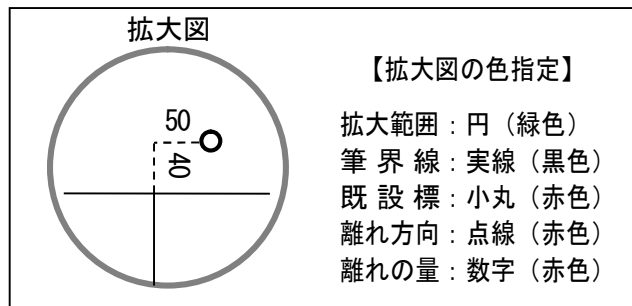 拡大図
50
40
【拡大図の色指定】
拡大範囲：円（緑色）
筆 界 線：実線（黒色）
既 設 標：小丸（赤色）
離れ方向：点線（赤色）
離れの量：数字（赤色）